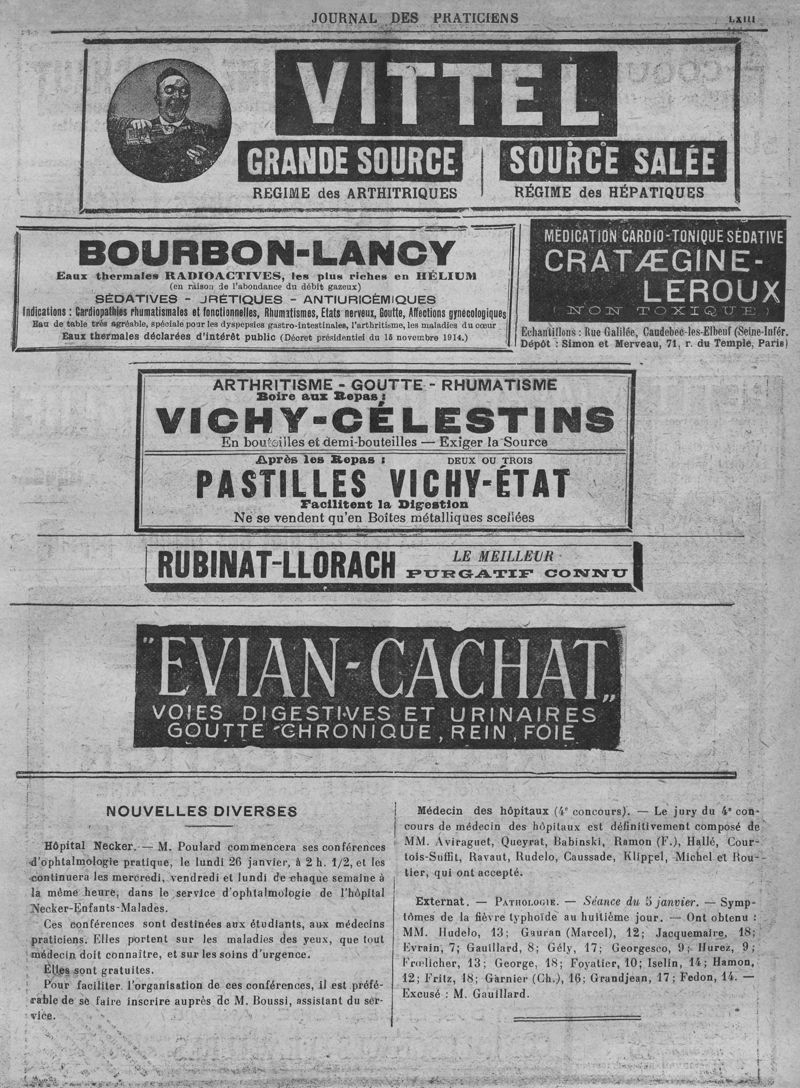 JOURNAL DES PRATICIENS
LXIII
VITTEL
GRANDE SOURCE
SOURCE SALÉE
REGIME des ARTHITRIQUES
RÉGIME des HÉPATIQUES
BOURBON-LANCY
Eaux thermales RADIOACTIVES, les plus riches en HÉLIUM
(en raison de l'abondance du débit gazeux)
SÉDATIVES - JRÉTIQUES - ANTIURICÉMIQUES
Indications : Cardiopathies rhumatismales et fonctionnelles, Rhumatismes, Etats nerveux, Goutte, Affections gynécologiques
Eau de table très agréable, spéciale pour les dyspepsies gastro-intestinales, l'arthritisme, les maladies du cœur
Eaux thermales déclarées d'intérêt public (Décret présidentiel du 15 novembre 1914.)
MÉDICATION CARDIO-TONIQUE SÉDATIVE
CRATÆGINE-
LEROUX
(NON TOXIQUE)
Echantillons : Rue Galilée, Caudebec-les-Elbeuf (Seine-Infér.
Dépôt : Simon et Merveau, 71, r. du Temple, Paris)
ARTHRITISME - GOUTTE - RHUMATISME
Boire aux Repas :
VICHY-CÉLESTINS
En bouteilles et demi-bouteilles — Exiger la Source
Après les Repas : DEUX OU TROIS
PASTILLES VICHY-ÉTAT
Facilitent la Digestion
Ne se vendent qu'en Boîtes métalliques scellées
RUBINAT-LLORACH
LE MEILLEUR
PURGATIF CONNU
"EVIAN-CACHAT„
VOIES DIGESTIVES ET URINAIRES
GOUTTE CHRONIQUE, REIN, FOIE
NOUVELLES DIVERSES
Hôpital Necker. — M. Poulard commencera ses conférences
d'ophtalmologie pratique, le lundi 26 janvier, à 2 h. 1/2, et les
continuera les mercredi, vendredi et lundi de chaque semaine à
la même heure, dans le service d'ophtalmologie de l'hôpital
Necker-Enfants-Malades.
Ces conférences sont destinées aux étudiants, aux médecins
praticiens. Elles portent sur les maladies des yeux, que tout
médecin doit connaître, et sur les soins d'urgence.
Elles sont gratuites.
Pour faciliter l'organisation de ces conférences, il est préfé-
rable de se faire inscrire auprès de M. Boussi, assistant du ser-
vice.
Médecin des hôpitaux (4e concours). — Le jury du 4e con-
cours de médecin des hôpitaux est définitivement composé de
MM. Aviraguet, Queyrat, Babinski, Ramon (F.), Hallé, Cour-
tois-Suffit, Ravaut, Rudelo, Caussade, Klippel, Michel et Rou-
tier, qui ont accepté.
Externat. — PATHOLOGIE. — Séance du 5 janvier. — Symp-
tômes de la fièvre typhoïde au huitième jour. — Ont obtenu :
MM. Hudelo, 13 ; Gauran (Marcel), 12 ; Jacquemaire, 18 ;
Evrain, 7 ; Gauillard, 8 ; Gély, 17 ; Georgesco, 9 ; Hurez, 9 ;
Frœlicher, 13 ; George, 18 ; Foyatier, 10 ; Iselin, 14 ; Hamon,
12 ; Fritz, 18 ; Garnier (Ch.), 16 ; Grandjean, 17 ; Fedon, 14. —
Excusé : M. Gauillard.